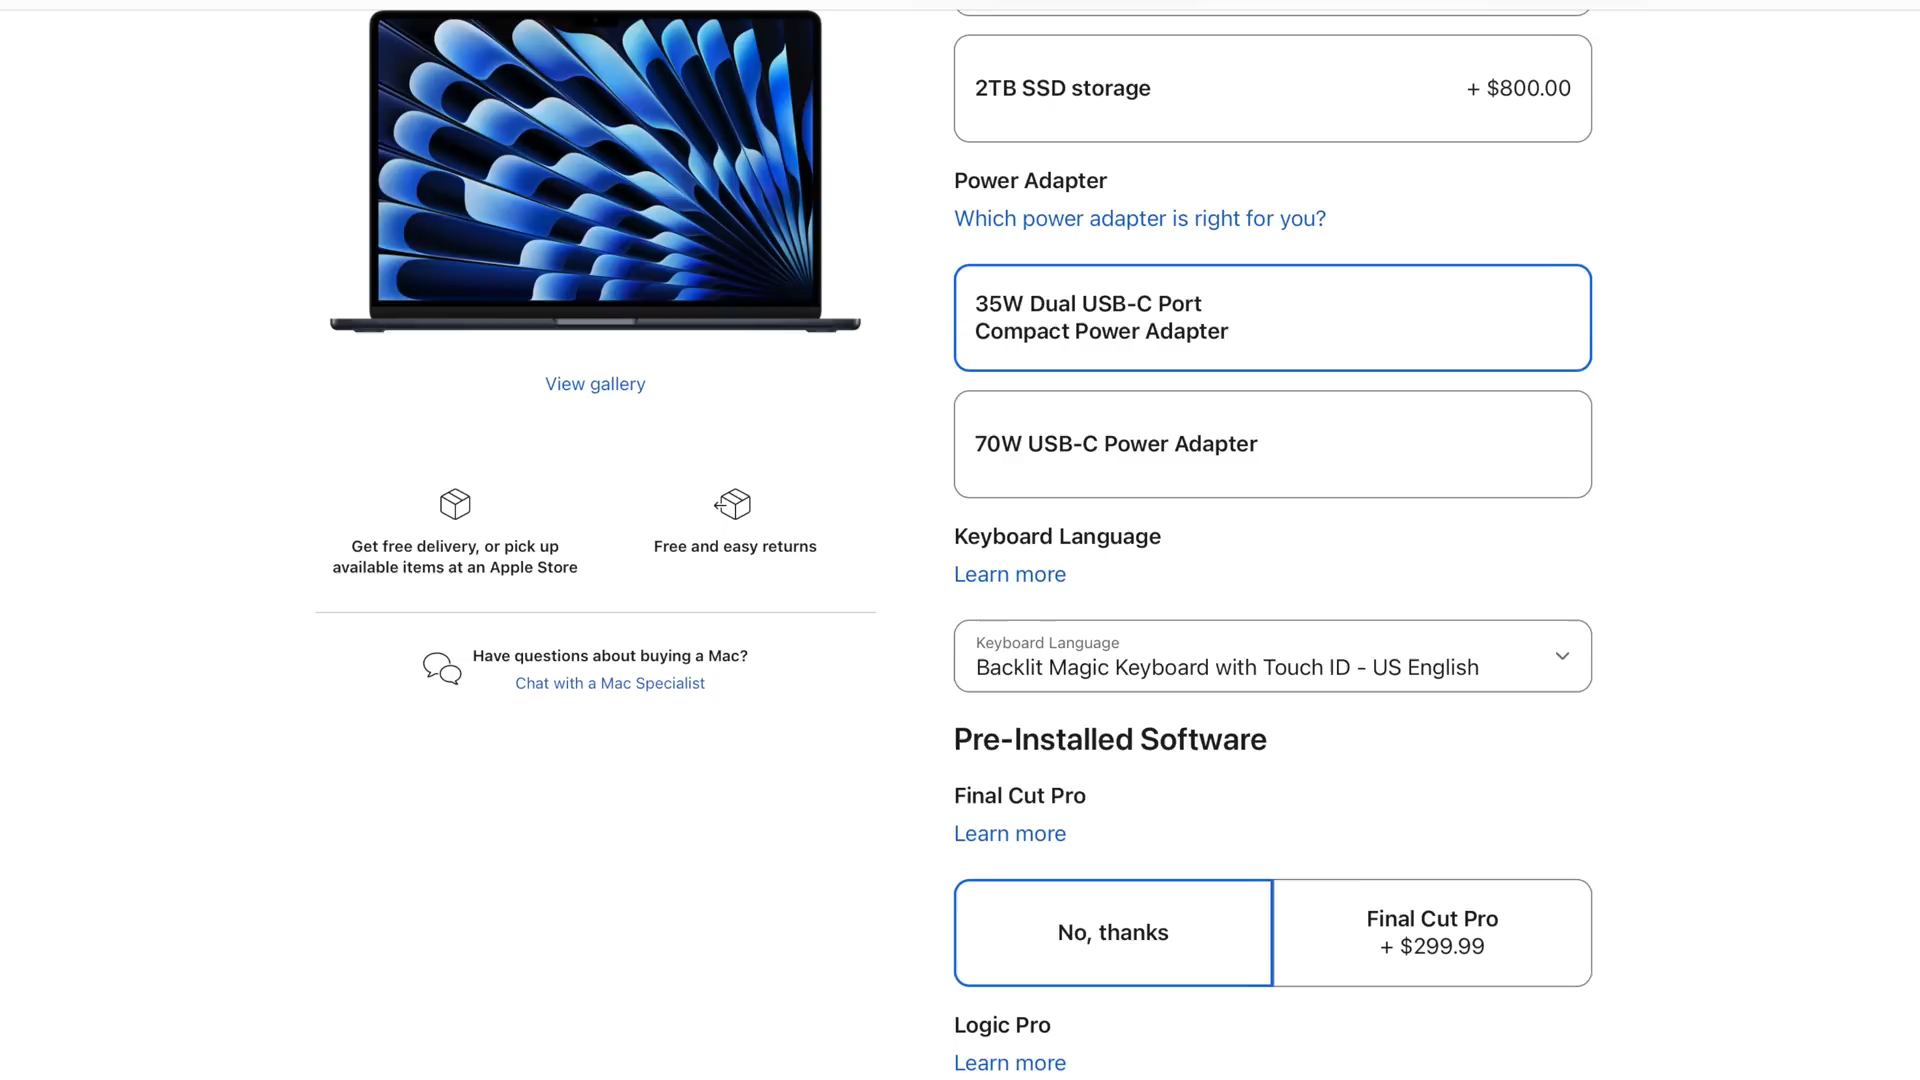 2TB SSD storage
+ $800.00
Power Adapter
Which power adapter is right for you?
35W Dual USB-C Port
Compact Power Adapter
70W USB-C Power Adapter
Keyboard Language
Learn more
Keyboard Language
Backlit Magic Keyboard with Touch ID - US English
Pre-Installed Software
Final Cut Pro
Learn more
No, thanks
Final Cut Pro
+ $299.99
Logic Pro
Learn more
View gallery
Get free delivery, or pick up
available items at an Apple Store
Free and easy returns
Have questions about buying a Mac?
Chat with a Mac Specialist